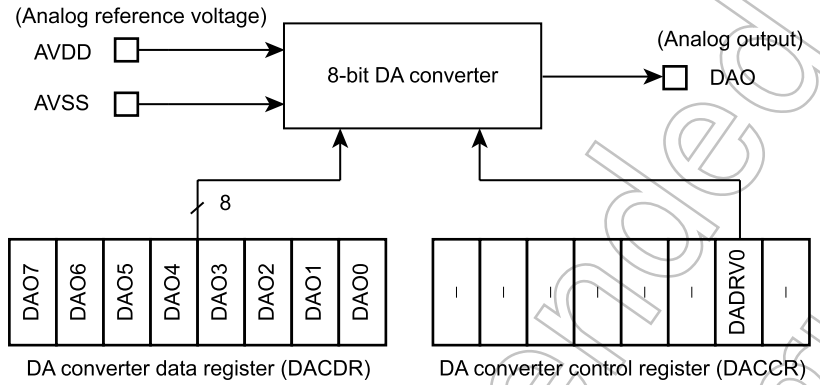 (Analog reference voltage)
AVDD
AVSS
8-bit DA converter
(Analog output)
DAO
8
DAO7 DAO6 DAO5 DAO4 DAO3 DAO2 DAO1 DAO0
– – – – – – DADRV0 –
DA converter data register (DACDR)
DA converter control register (DACCR)